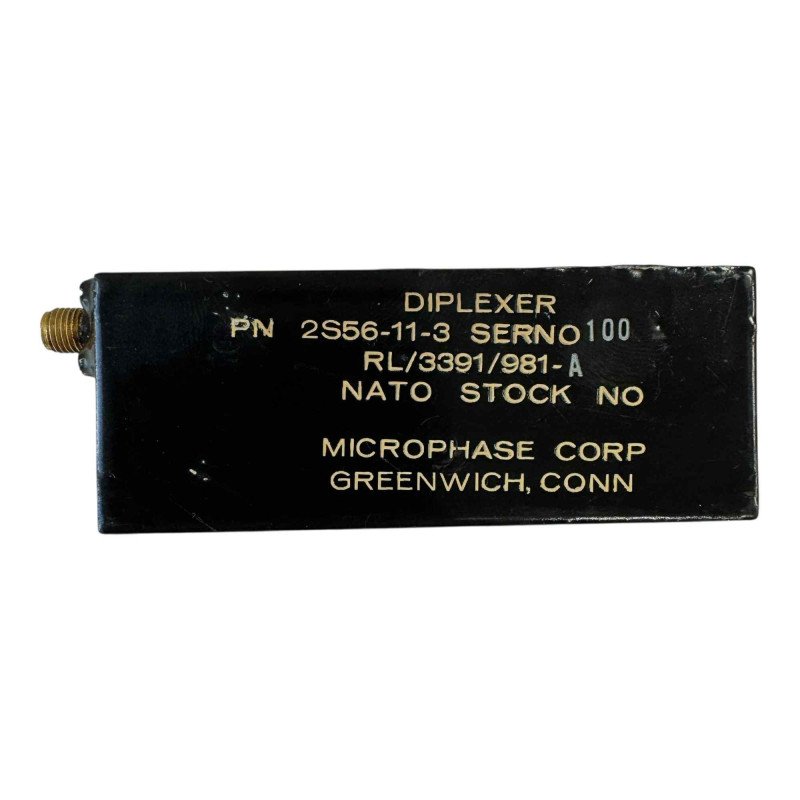 DIPLEXER
PN 2S56-11-3 SERNO 100
RL/3391/981-A
NATO STOCK NO
MICROPHASE CORP
GREENWICH, CONN